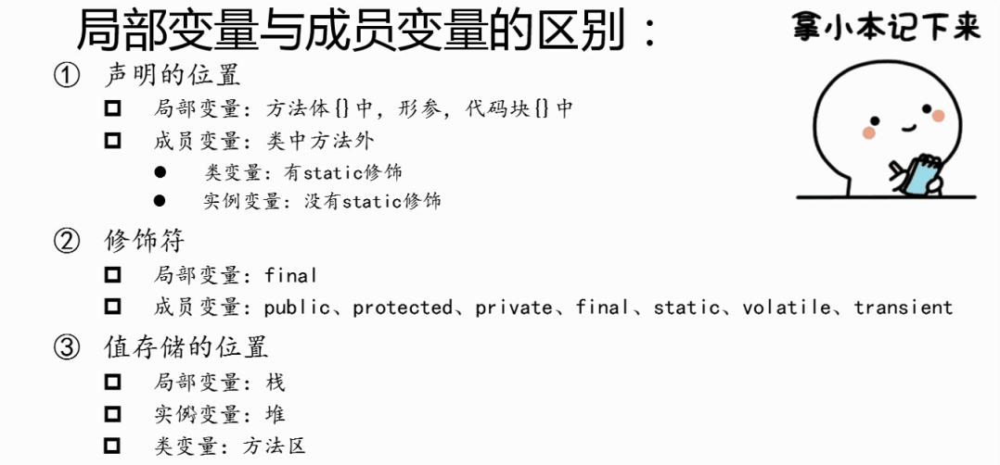 局部变量与成员变量的区别：
拿小本记下来
① 声明的位置
局部变量：方法体{}中，形参，代码块{}中
成员变量：类中方法外
类变量：有static修饰
实例变量：没有static修饰
② 修饰符
局部变量：final
成员变量：public、protected、private、final、static、volatile、transient
③ 值存储的位置
局部变量：栈
实例变量：堆
类变量：方法区